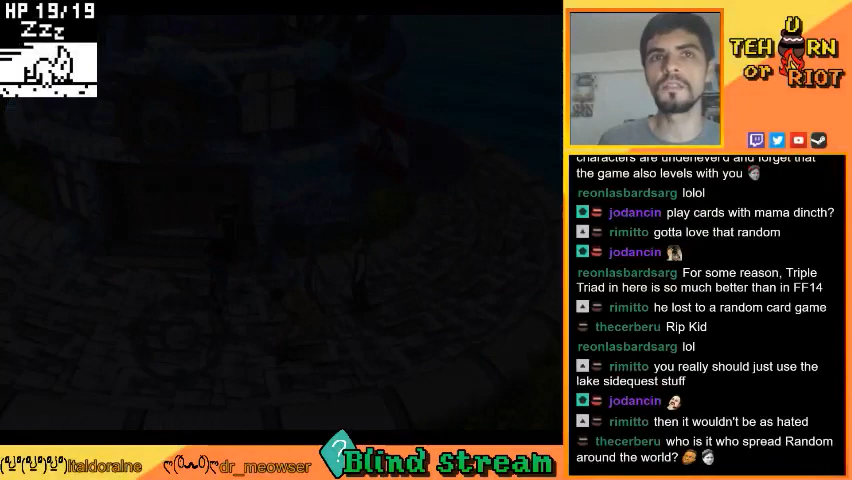 HP 19/19
Zzz
U
TEH RN
or RIOT
characters are underleverd and forget that
the game also levels with you
reonlasbardsarg lolol
jodancin play cards with mama dincth?
rimitto gotta love that random
jodancin
reonlasbardsarg For some reason, Triple
Triad in here is so much better than in FF14
rimitto he lost to a random card game
thecerberu Rip Kid
reonlasbardsarg lol
rimitto you really should just use the
lake sidequest stuff
jodancin
rimitto then it wouldn't be as hated
thecerberu who is it who spread Random
around the world?
italdoraine
dr_meowser
? Blind stream